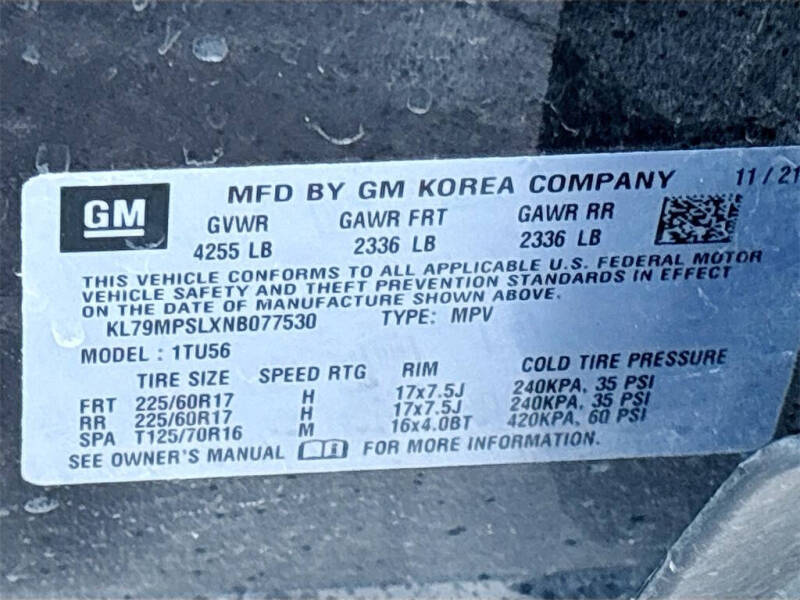 GM
MFD BY GM KOREA COMPANY 11/21
GVWR GAWR FRT GAWR RR
4255 LB 2336 LB 2336 LB
THIS VEHICLE CONFORMS TO ALL APPLICABLE U.S. FEDERAL MOTOR
VEHICLE SAFETY AND THEFT PREVENTION STANDARDS IN EFFECT
ON THE DATE OF MANUFACTURE SHOWN ABOVE.
KL79MPSLXNB077530 TYPE: MPV
MODEL: 1TU56
TIRE SIZE SPEED RTG RIM COLD TIRE PRESSURE
FRT 225/60R17 H 17x7.5J 240KPA, 35 PSI
RR 225/60R17 H 17x7.5J 240KPA, 35 PSI
SPA T125/70R16 M 16x4.0BT 420KPA, 60 PSI
SEE OWNER'S MANUAL i FOR MORE INFORMATION.